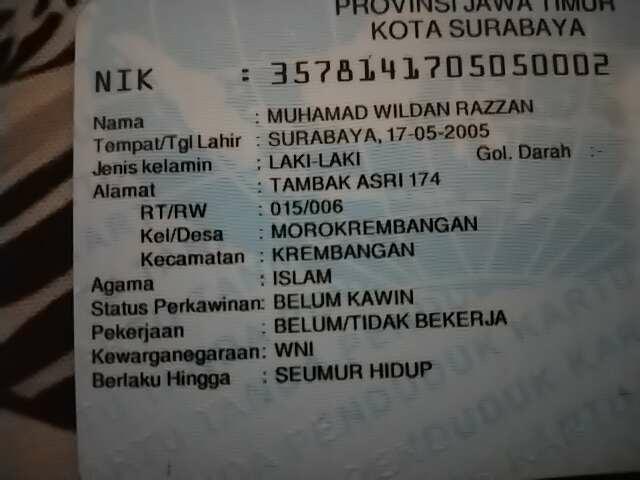 PROVINSI JAWA TIMUR
KOTA SURABAYA
NIK : 3578141705050002
Nama : MUHAMAD WILDAN RAZZAN
Tempat/Tgl Lahir : SURABAYA, 17-05-2005
Jenis kelamin : LAKI-LAKI Gol. Darah :-
Alamat : TAMBAK ASRI 174
RT/RW : 015/006
Kel/Desa : MOROKREMBANGAN
Kecamatan : KREMBANGAN
Agama : ISLAM
Status Perkawinan: BELUM KAWIN
Pekerjaan : BELUM/TIDAK BEKERJA
Kewarganegaraan: WNI
Berlaku Hingga : SEUMUR HIDUP